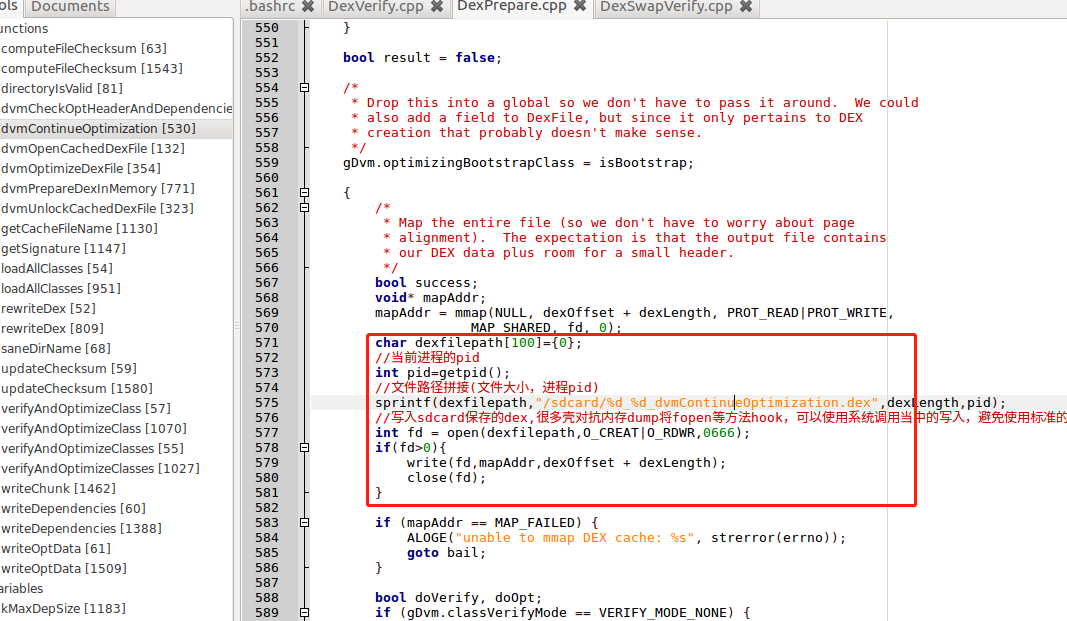 ols
Documents
.bashrc
DexVerify.cpp
DexPrepare.cpp
DexSwapVerify.cpp
unctions
computeFileChecksum [63]
computeFileChecksum [1543]
directoryIsValid [81]
dvmCheckOptHeaderAndDependencie
dvmContinueOptimization [530]
dvmOpenCachedDexFile [132]
dvmOptimizeDexFile [354]
dvmPrepareDexInMemory [771]
dvmUnlockCachedDexFile [323]
getCacheFileName [1130]
getSignature [1147]
loadAllClasses [54]
loadAllClasses [951]
rewriteDex [52]
rewriteDex [809]
saneDirName [68]
updateChecksum [59]
updateChecksum [1580]
verifyAndOptimizeClass [57]
verifyAndOptimizeClass [1070]
verifyAndOptimizeClasses [55]
verifyAndOptimizeClasses [1027]
writeChunk [1462]
writeDependencies [60]
writeDependencies [1388]
writeOptData [61]
writeOptData [1509]
ariables
kMaxDepSize [1183]
550 }
551
552 bool result = false;
553
554 /*
555 * Drop this into a global so we don't have to pass it around.  We could
556 * also add a field to DexFile, but since it only pertains to DEX
557 * creation that probably doesn't make sense.
558 */
559 gDvm.optimizingBootstrapClass = isBootstrap;
560
561 {
562 /*
563 * Map the entire file (so we don't have to worry about page
564 * alignment).  The expectation is that the output file contains
565 * our DEX data plus room for a small header.
566 */
567 bool success;
568 void* mapAddr;
569 mapAddr = mmap(NULL, dexOffset + dexLength, PROT_READ|PROT_WRITE,
570 MAP_SHARED, fd, 0);
571 char dexfilepath[100]={0};
572 //当前进程的pid
573 int pid=getpid();
574 //文件路径拼接(文件大小，进程pid)
575 sprintf(dexfilepath,"/sdcard/%d_%d_dvmContinueOptimization.dex",dexLength,pid);
576 //写入sdcard保存的dex,很多壳对抗内存dump将fopen等方法hook，可以使用系统调用当中的写入，避免使用标准的
577 int fd = open(dexfilepath,O_CREAT|O_RDWR,0666);
578 if(fd>0){
579 write(fd,mapAddr,dexOffset + dexLength);
580 close(fd);
581 }
582
583 if (mapAddr == MAP_FAILED) {
584 ALOGE("unable to mmap DEX cache: %s", strerror(errno));
585 goto bail;
586 }
587
588 bool doVerify, doOpt;
589 if (gDvm.classVerifyMode == VERIFY_MODE_NONE) {